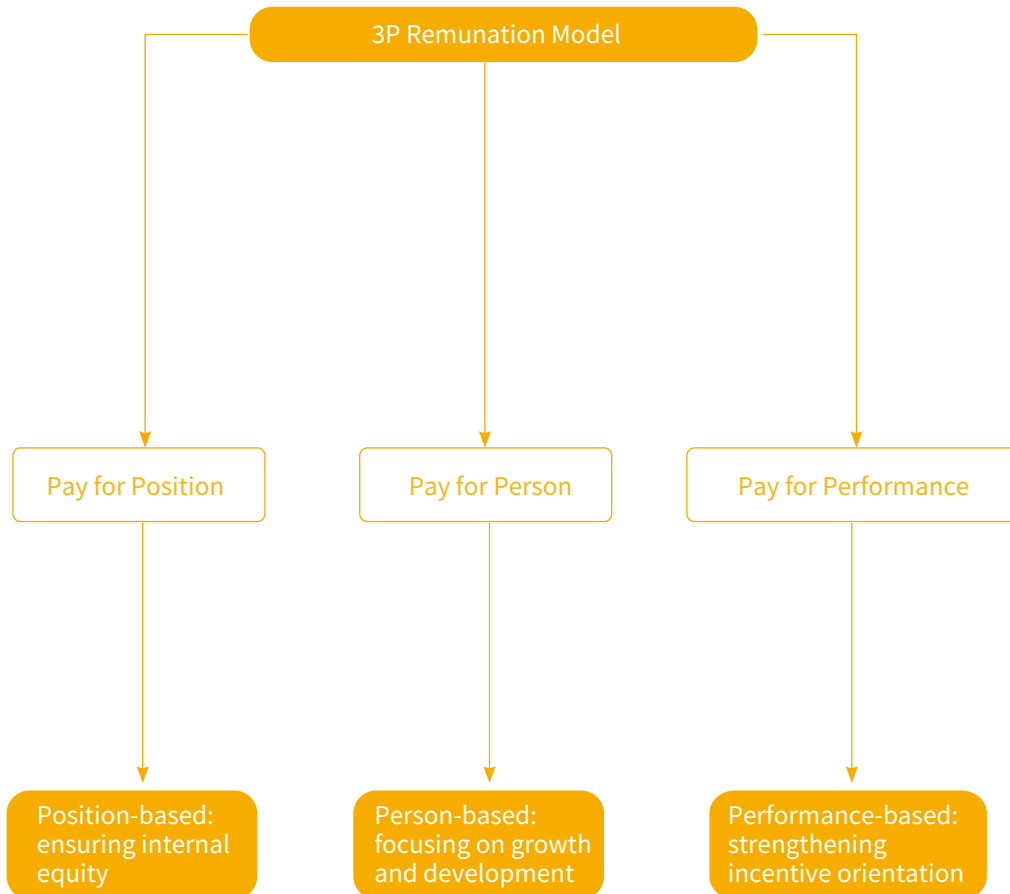 3P Remunation Model
Pay for Position
Pay for Person
Pay for Performance
Position-based:
ensuring internal
equity
Person-based:
focusing on growth
and development
Performance-based:
strengthening
incentive orientation